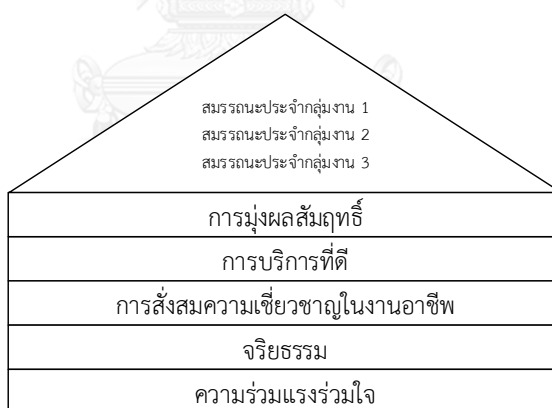 สมรรถนะประจำกลุ่มงาน 1
สมรรถนะประจำกลุ่มงาน 2
สมรรถนะประจำกลุ่มงาน 3
การมุ่งผลสัมฤทธิ์
การบริการที่ดี
การสั่งสมความเชี่ยวชาญในงานอาชีพ
จริยธรรม
ความร่วมแรงร่วมใจ